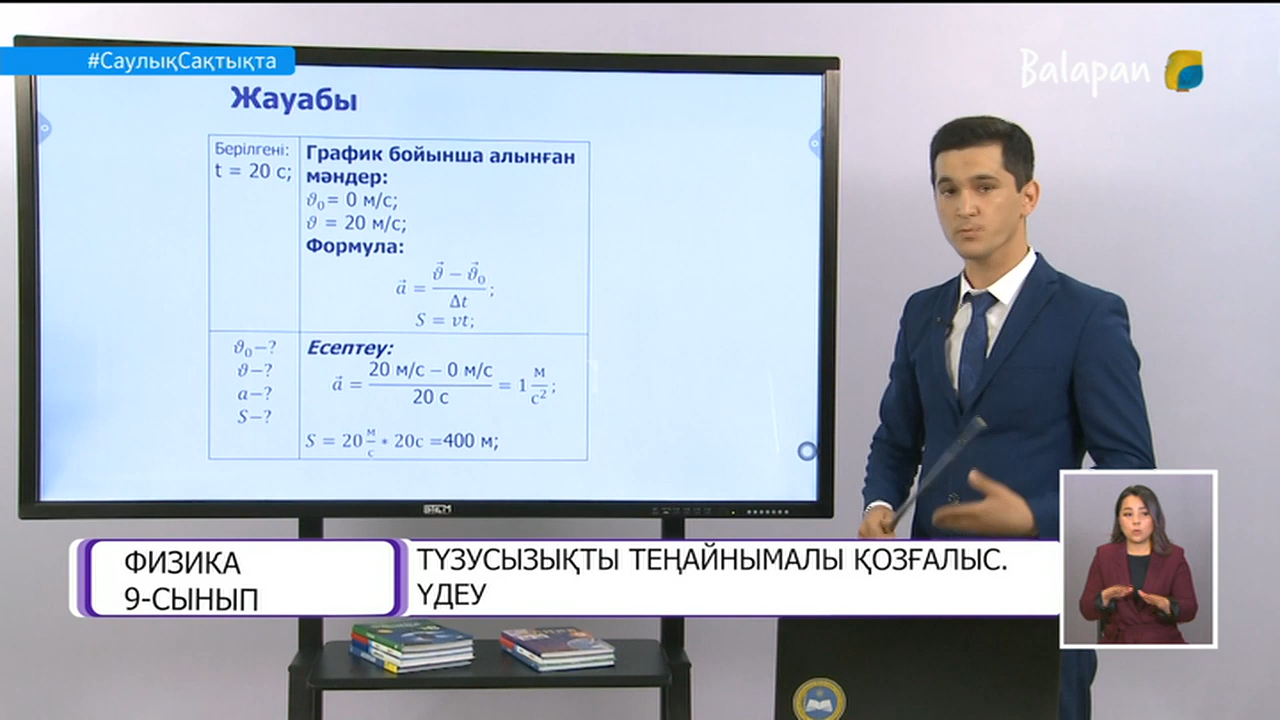 #СаулықСақтықта
Balapan
Жауабы
Берілгені:
t = 20 с;
График бойынша алынған
мәндер:
ϑ₀= 0 м/с;
ϑ = 20 м/с;
Формула:
a⃗ = (ϑ⃗ − ϑ⃗₀)/Δt;
S = vt;
ϑ₀−?
ϑ−?
a−?
S−?
Есептеу:
a⃗ = (20 м/с − 0 м/с)/(20 с) = 1 м/с²;
S = 20 м/с * 20с =400 м;
ФИЗИКА
9-СЫНЫП
ТҮЗУСЫЗЫҚТЫ ТЕҢАЙНЫМАЛЫ ҚОЗҒАЛЫС.
ҮДЕУ